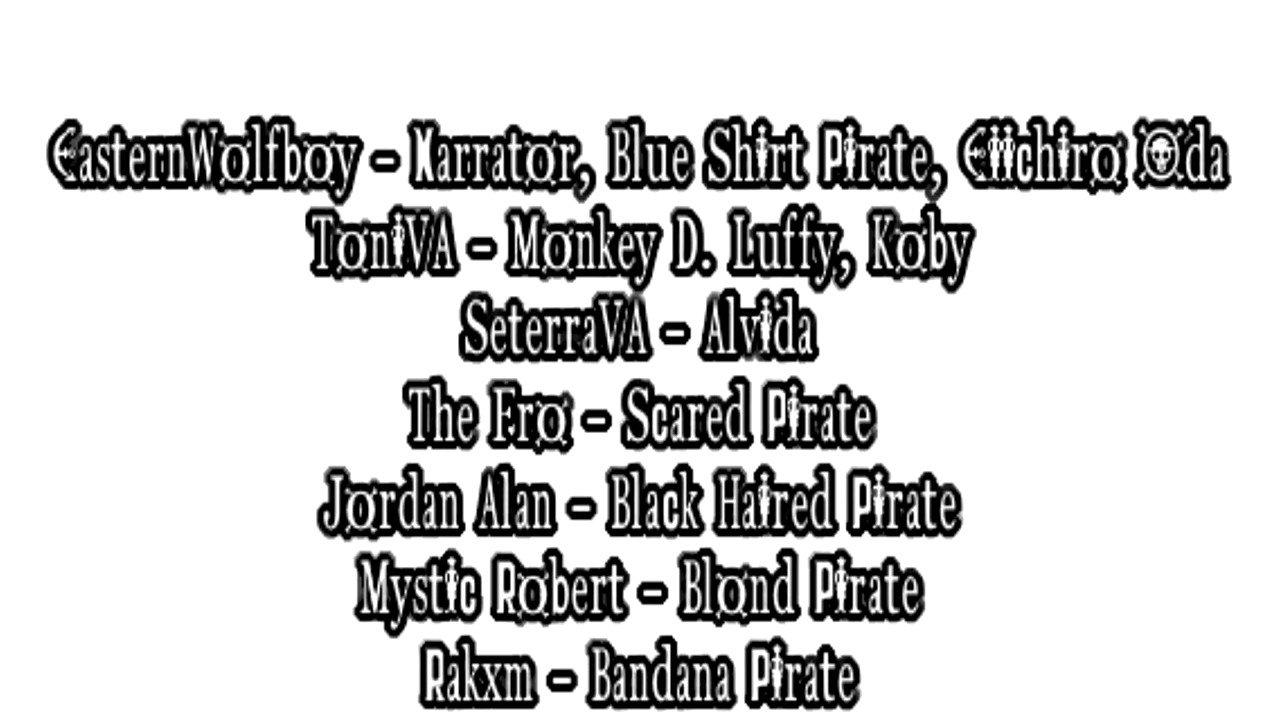 EasternWolfboy - Narrator, Blue Shirt Pirate, Eiichiro Oda
ToniVA - Monkey D. Luffy, Koby
SeterraVA - Alvida
The Fro - Scared Pirate
Jordan Alan - Black Haired Pirate
Mystic Robert - Blond Pirate
Rakxm - Bandana Pirate